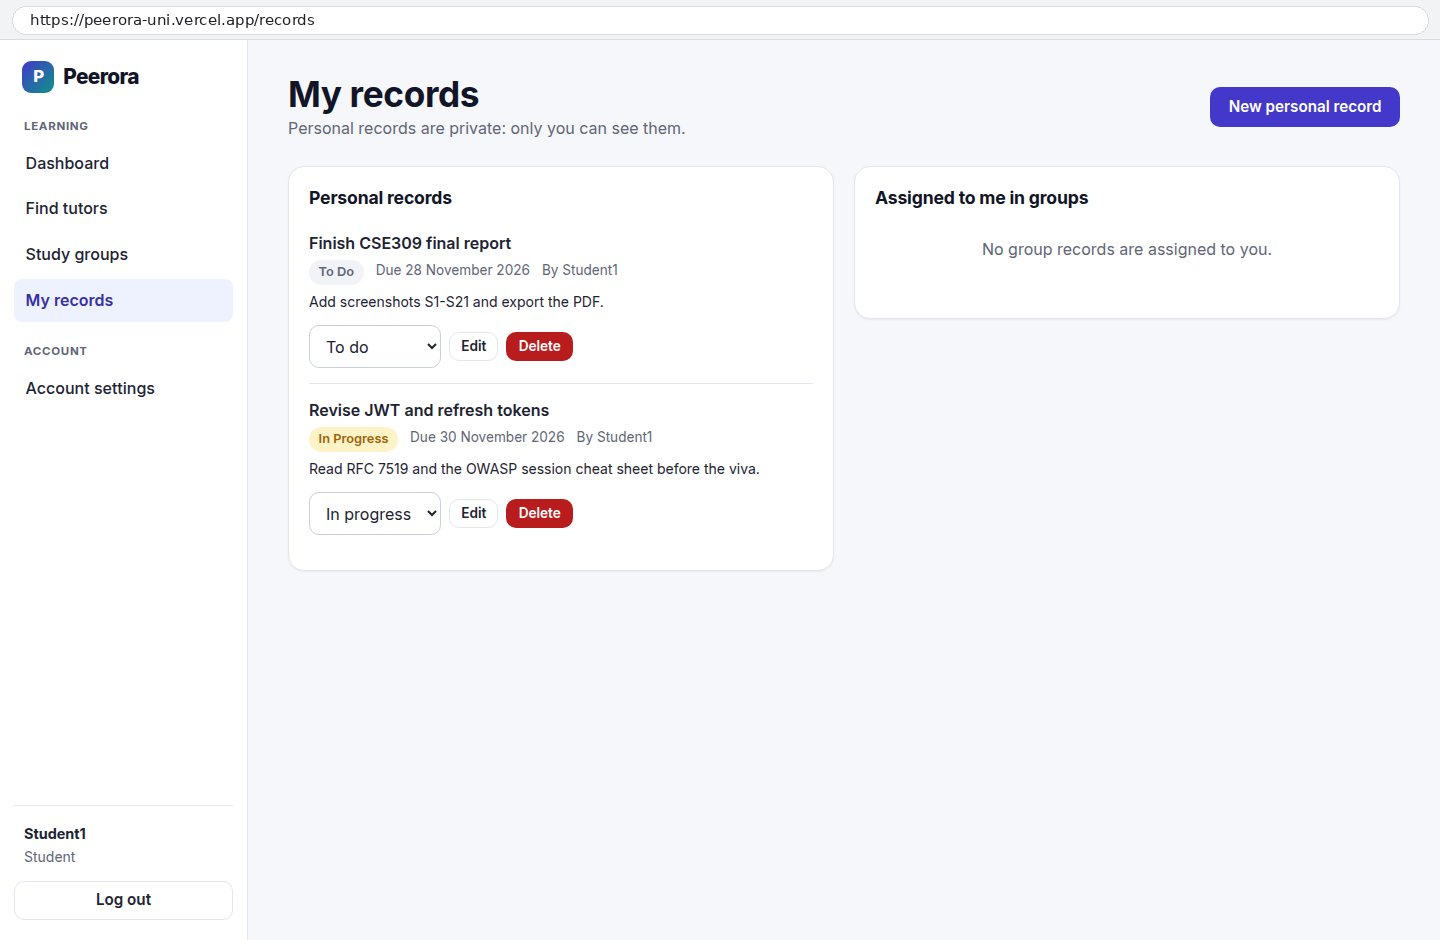 https://peerora-uni.vercel.app/records
P Peerora
LEARNING
Dashboard
Find tutors
Study groups
My records
ACCOUNT
Account settings
Student1
Student
Log out
My records
Personal records are private: only you can see them.
New personal record
Personal records
Finish CSE309 final report
To Do Due 28 November 2026 By Student1
Add screenshots S1-S21 and export the PDF.
To do Edit Delete
Revise JWT and refresh tokens
In Progress Due 30 November 2026 By Student1
Read RFC 7519 and the OWASP session cheat sheet before the viva.
In progress Edit Delete
Assigned to me in groups
No group records are assigned to you.